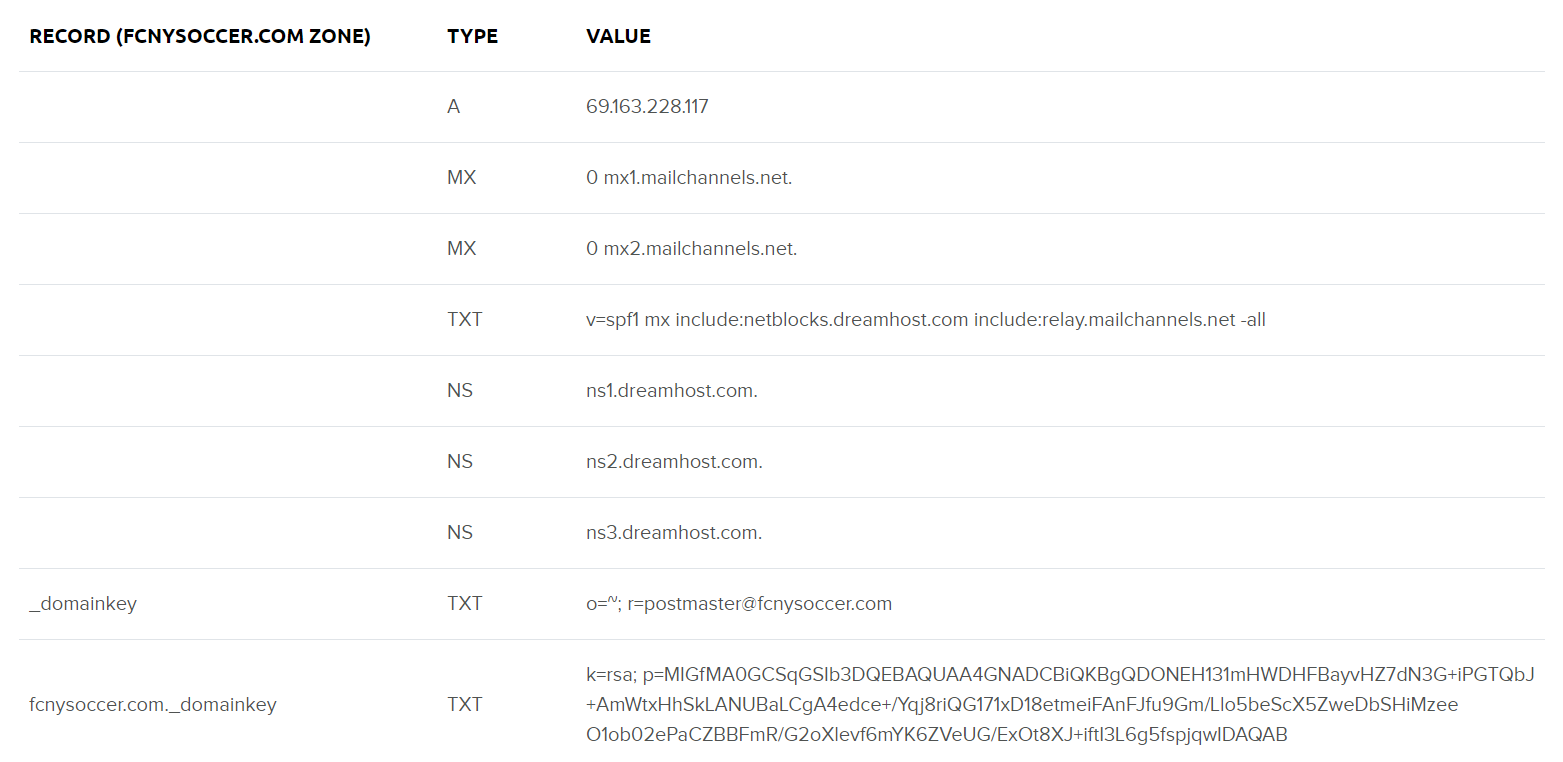 RECORD (FCNYSOCCER.COM ZONE) TYPE VALUE
A 69.163.228.117
MX 0 mx1.mailchannels.net.
MX 0 mx2.mailchannels.net.
TXT v=spf1 mx include:netblocks.dreamhost.com include:relay.mailchannels.net -all
NS ns1.dreamhost.com.
NS ns2.dreamhost.com.
NS ns3.dreamhost.com.
_domainkey TXT o=~; r=postmaster@fcnysoccer.com
k=rsa; p=MIGfMA0GCSqGSIb3DQEBAQUAA4GNADCBiQKBgQDONEH131mHWDHFBayvHZ7dN3G+iPGTQbJ
fcnysoccer.com._domainkey TXT +AmWtxHhSkLANUBaLCgA4edce+/Yqj8riQG171xD18etmeiFAnFJfu9Gm/LIo5beScX5ZweDbSHiMzee
O1ob02ePaCZBBFmR/G2oXlevf6mYK6ZVeUG/ExOt8XJ+iftI3L6g5fspjqwIDAQAB